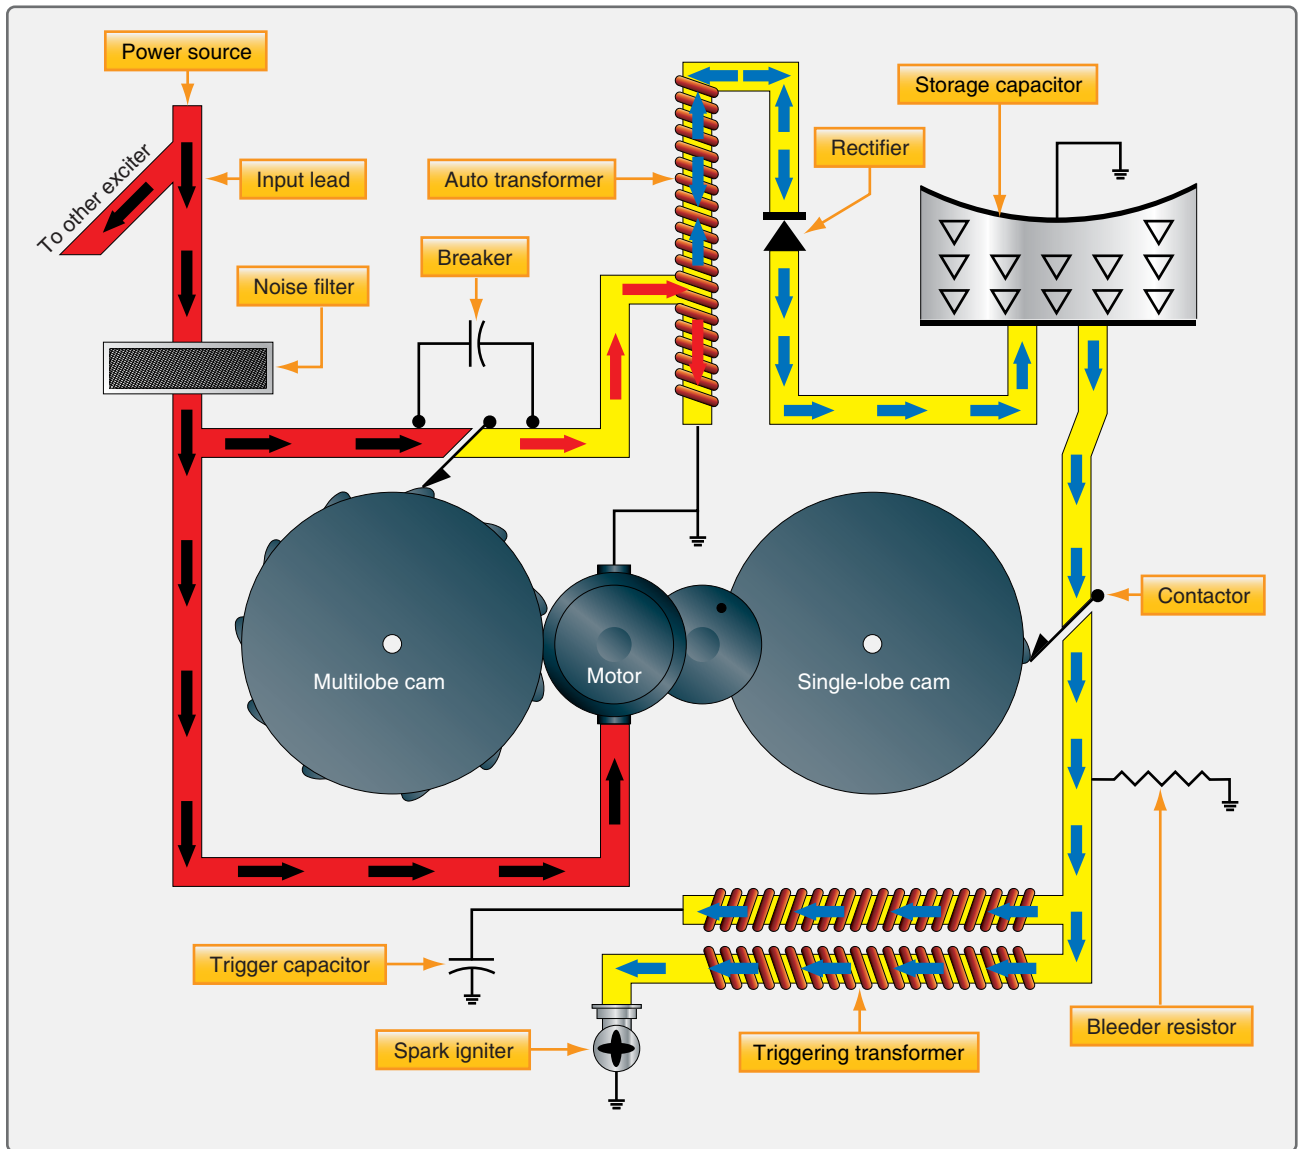 Power source
Storage capacitor
Rectifier
Input lead
Auto transformer
To other exciter
Breaker
Noise filter
Contactor
Multilobe cam
Motor
Single-lobe cam
Trigger capacitor
Bleeder resistor
Spark igniter
Triggering transformer